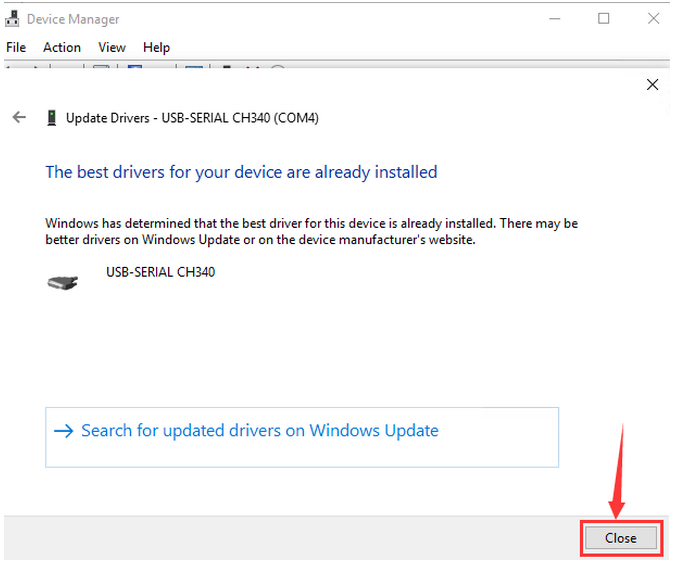 Device Manager
File Action View Help
Update Drivers - USB-SERIAL CH340 (COM4)
The best drivers for your device are already installed
Windows has determined that the best driver for this device is already installed. There may be
better drivers on Windows Update or on the device manufacturer's website.
USB-SERIAL CH340
Search for updated drivers on Windows Update
Close